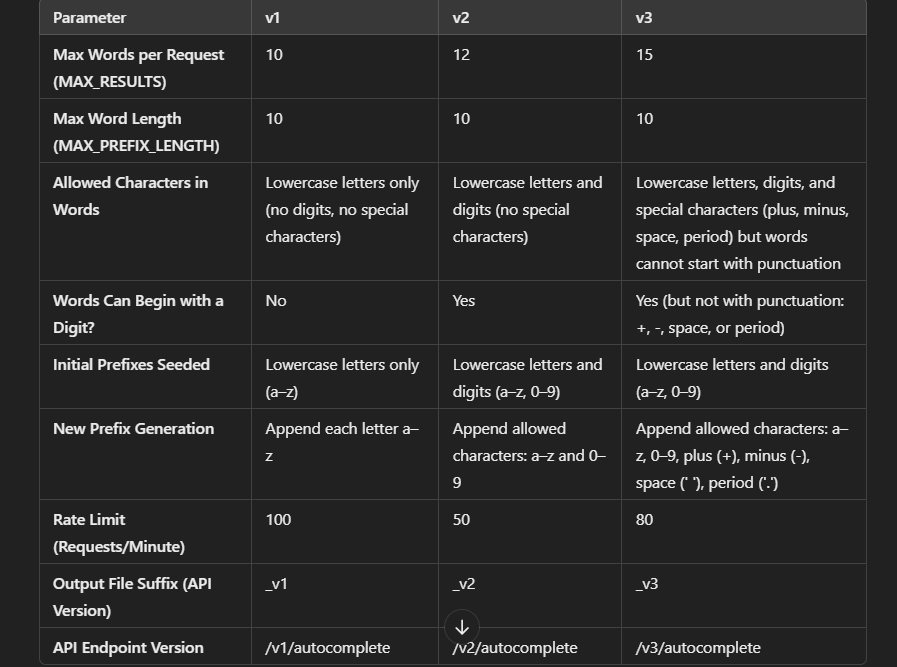 Parameter v1 v2 v3
Max Words per Request 10 12 15
(MAX_RESULTS)
Max Word Length 10 10 10
(MAX_PREFIX_LENGTH)
Allowed Characters in Lowercase letters only Lowercase letters and Lowercase letters, digits, and
Words (no digits, no special digits (no special special characters (plus, minus,
characters) characters) space, period) but words
cannot start with punctuation
Words Can Begin with a No Yes Yes (but not with punctuation:
Digit? +, -, space, or period)
Initial Prefixes Seeded Lowercase letters only Lowercase letters and Lowercase letters and digits
(a–z) digits (a–z, 0–9) (a–z, 0–9)
New Prefix Generation Append each letter a– Append allowed Append allowed characters: a–
z characters: a–z and 0– z, 0–9, plus (+), minus (-),
9 space (' '), period ('.')
Rate Limit 100 50 80
(Requests/Minute)
Output File Suffix (API _v1 _v2 _v3
Version)
API Endpoint Version /v1/autocomplete /v2/autocomplete /v3/autocomplete